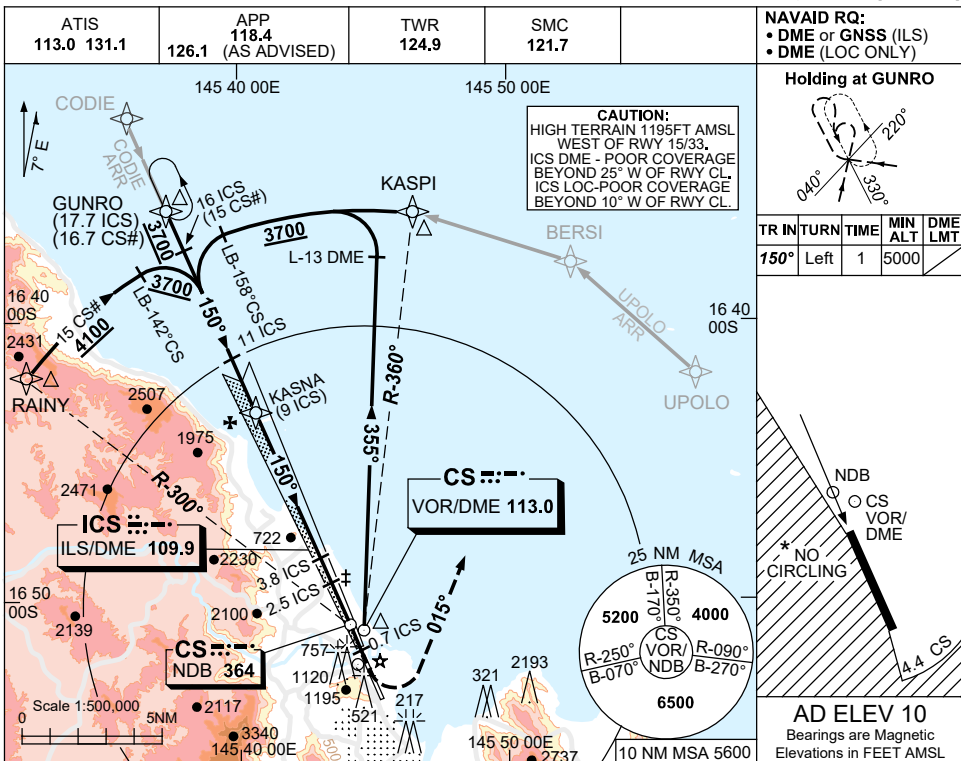 ATIS
113.0 131.1
APP
118.4
126.1 (AS ADVISED)
TWR
124.9
SMC
121.7
NAVAID RQ:
• DME or GNSS (ILS)
• DME (LOC ONLY)
145 40 00E
145 50 00E
7° E
CODIE
CODIE
ARR
CAUTION:
HIGH TERRAIN 1195FT AMSL
WEST OF RWY 15/33.
ICS DME - POOR COVERAGE
BEYOND 25° W OF RWY CL.
ICS LOC-POOR COVERAGE
BEYOND 10° W OF RWY CL.
Holding at GUNRO
220°
040°
330°
TR IN TURN TIME MIN ALT DME LMT
150° Left 1 5000
GUNRO
(17.7 ICS)
(16.7 CS#)
16 ICS
(15 CS#)
3700
KASPI
3700
BERSI
L-13 DME
LB-158°CS
3700
LB-142°CS
15 CS#
4100
UPOLO
ARR
UPOLO
16 40
00S
16 40
00S
150°
11 ICS
R-360°
2431
RAINY
2507
KASNA
(9 ICS)
1975
R-300°
2471
150°
355°
CS
VOR/DME 113.0
ICS
ILS/DME 109.9
722
2230
3.8 ICS
2.5 ICS
16 50
00S
2139
2100
CS
NDB 364
0.7 ICS
015°
757
1120
1195
521
217
321
2193
2117
3340
2737
500
Scale 1:500,000
0 5NM
145 40 00E
145 50 00E
25 NM MSA
R-350°
B-170°
5200
4000
CS
VOR/
NDB
R-250°
B-070°
R-090°
B-270°
6500
10 NM MSA 5600
NDB
CS
VOR/
DME
* NO
CIRCLING
4.4 CS
AD ELEV 10
Bearings are Magnetic
Elevations in FEET AMSL